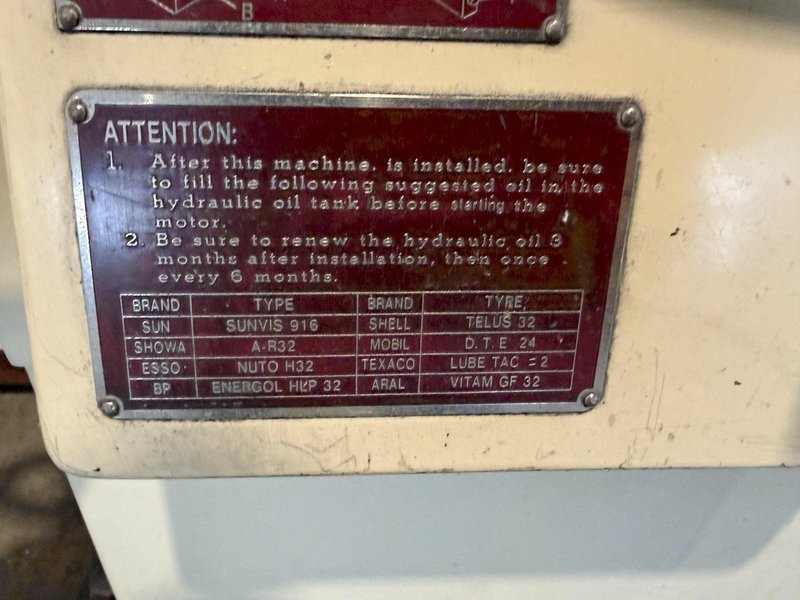 B
ATTENTION:
1. After this machine. is installed. be sure
to fill the following suggested oil in the
hydraulic oil tank before starting the
motor.
2. Be sure to renew the hydraulic oil 3
months after installation, then once
every 6 months.
BRAND TYPE BRAND TYPE
SUN SUNVIS 916 SHELL TELUS 32
SHOWA A-R32 MOBIL D.T.E 24
ESSO NUTO H32 TEXACO LUBE TAC =2
BP ENERGOL HLP 32 ARAL VITAM GF 32